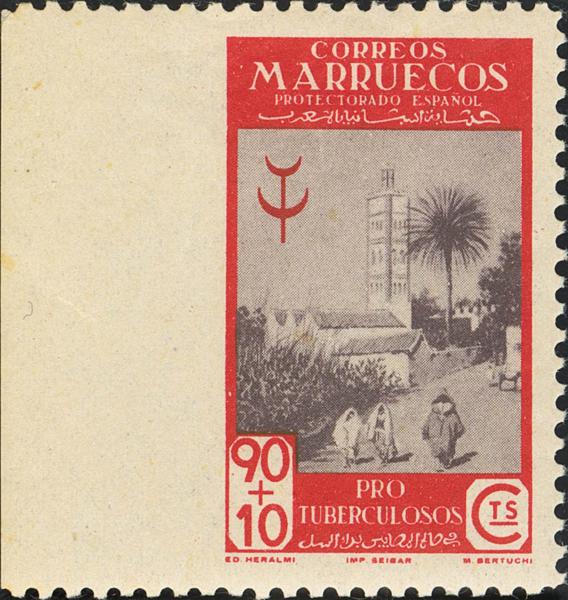 CORREOS
MARRUECOS
PROTECTORADO ESPAÑOL
90
+
10
PRO
TUBERCULOSOS
CTS
ED. HERALMI IMP. SEIBAR M. BERTUCHI